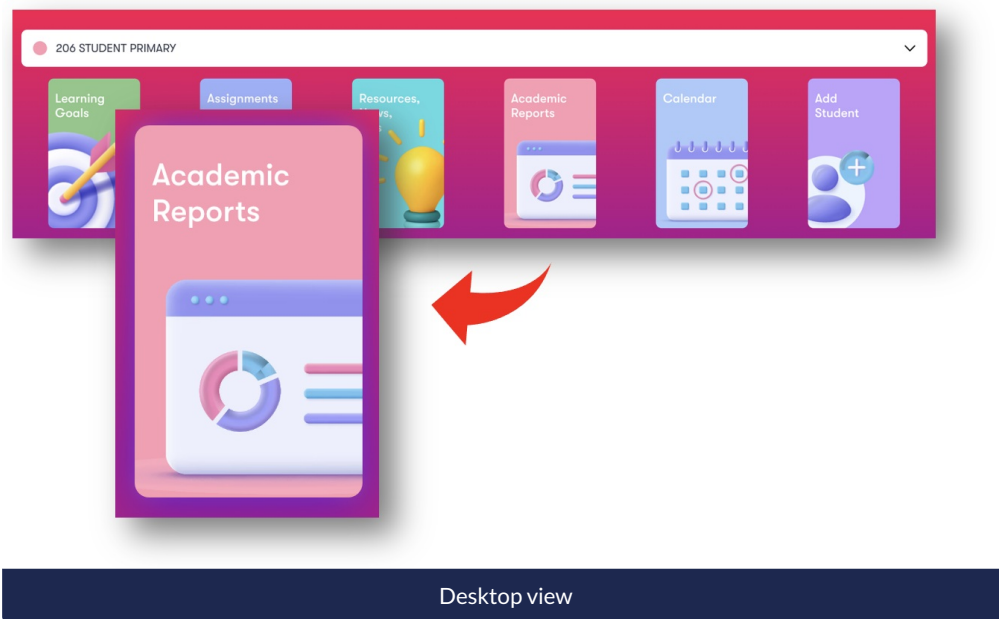 206 STUDENT PRIMARY
Learning
Goals
Assignments
Resources,
Academic
Reports
Calendar
Add
Student
Academic
Reports
Desktop view